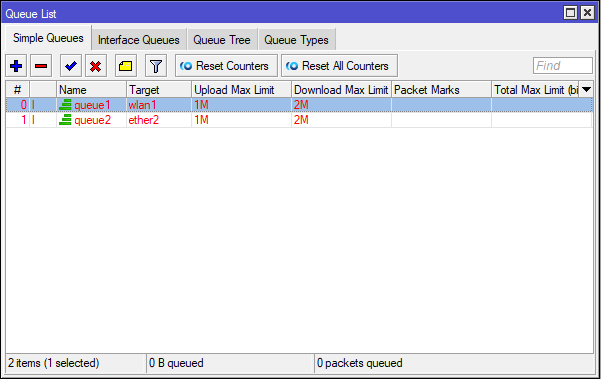 Queue List
Simple Queues Interface Queues Queue Tree Queue Types
Reset Counters Reset All Counters Find
# Name Target Upload Max Limit Download Max Limit Packet Marks Total Max Limit (bi
0 I queue1 wlan1 1M 2M
1 I queue2 ether2 1M 2M
2 items (1 selected) 0 B queued 0 packets queued